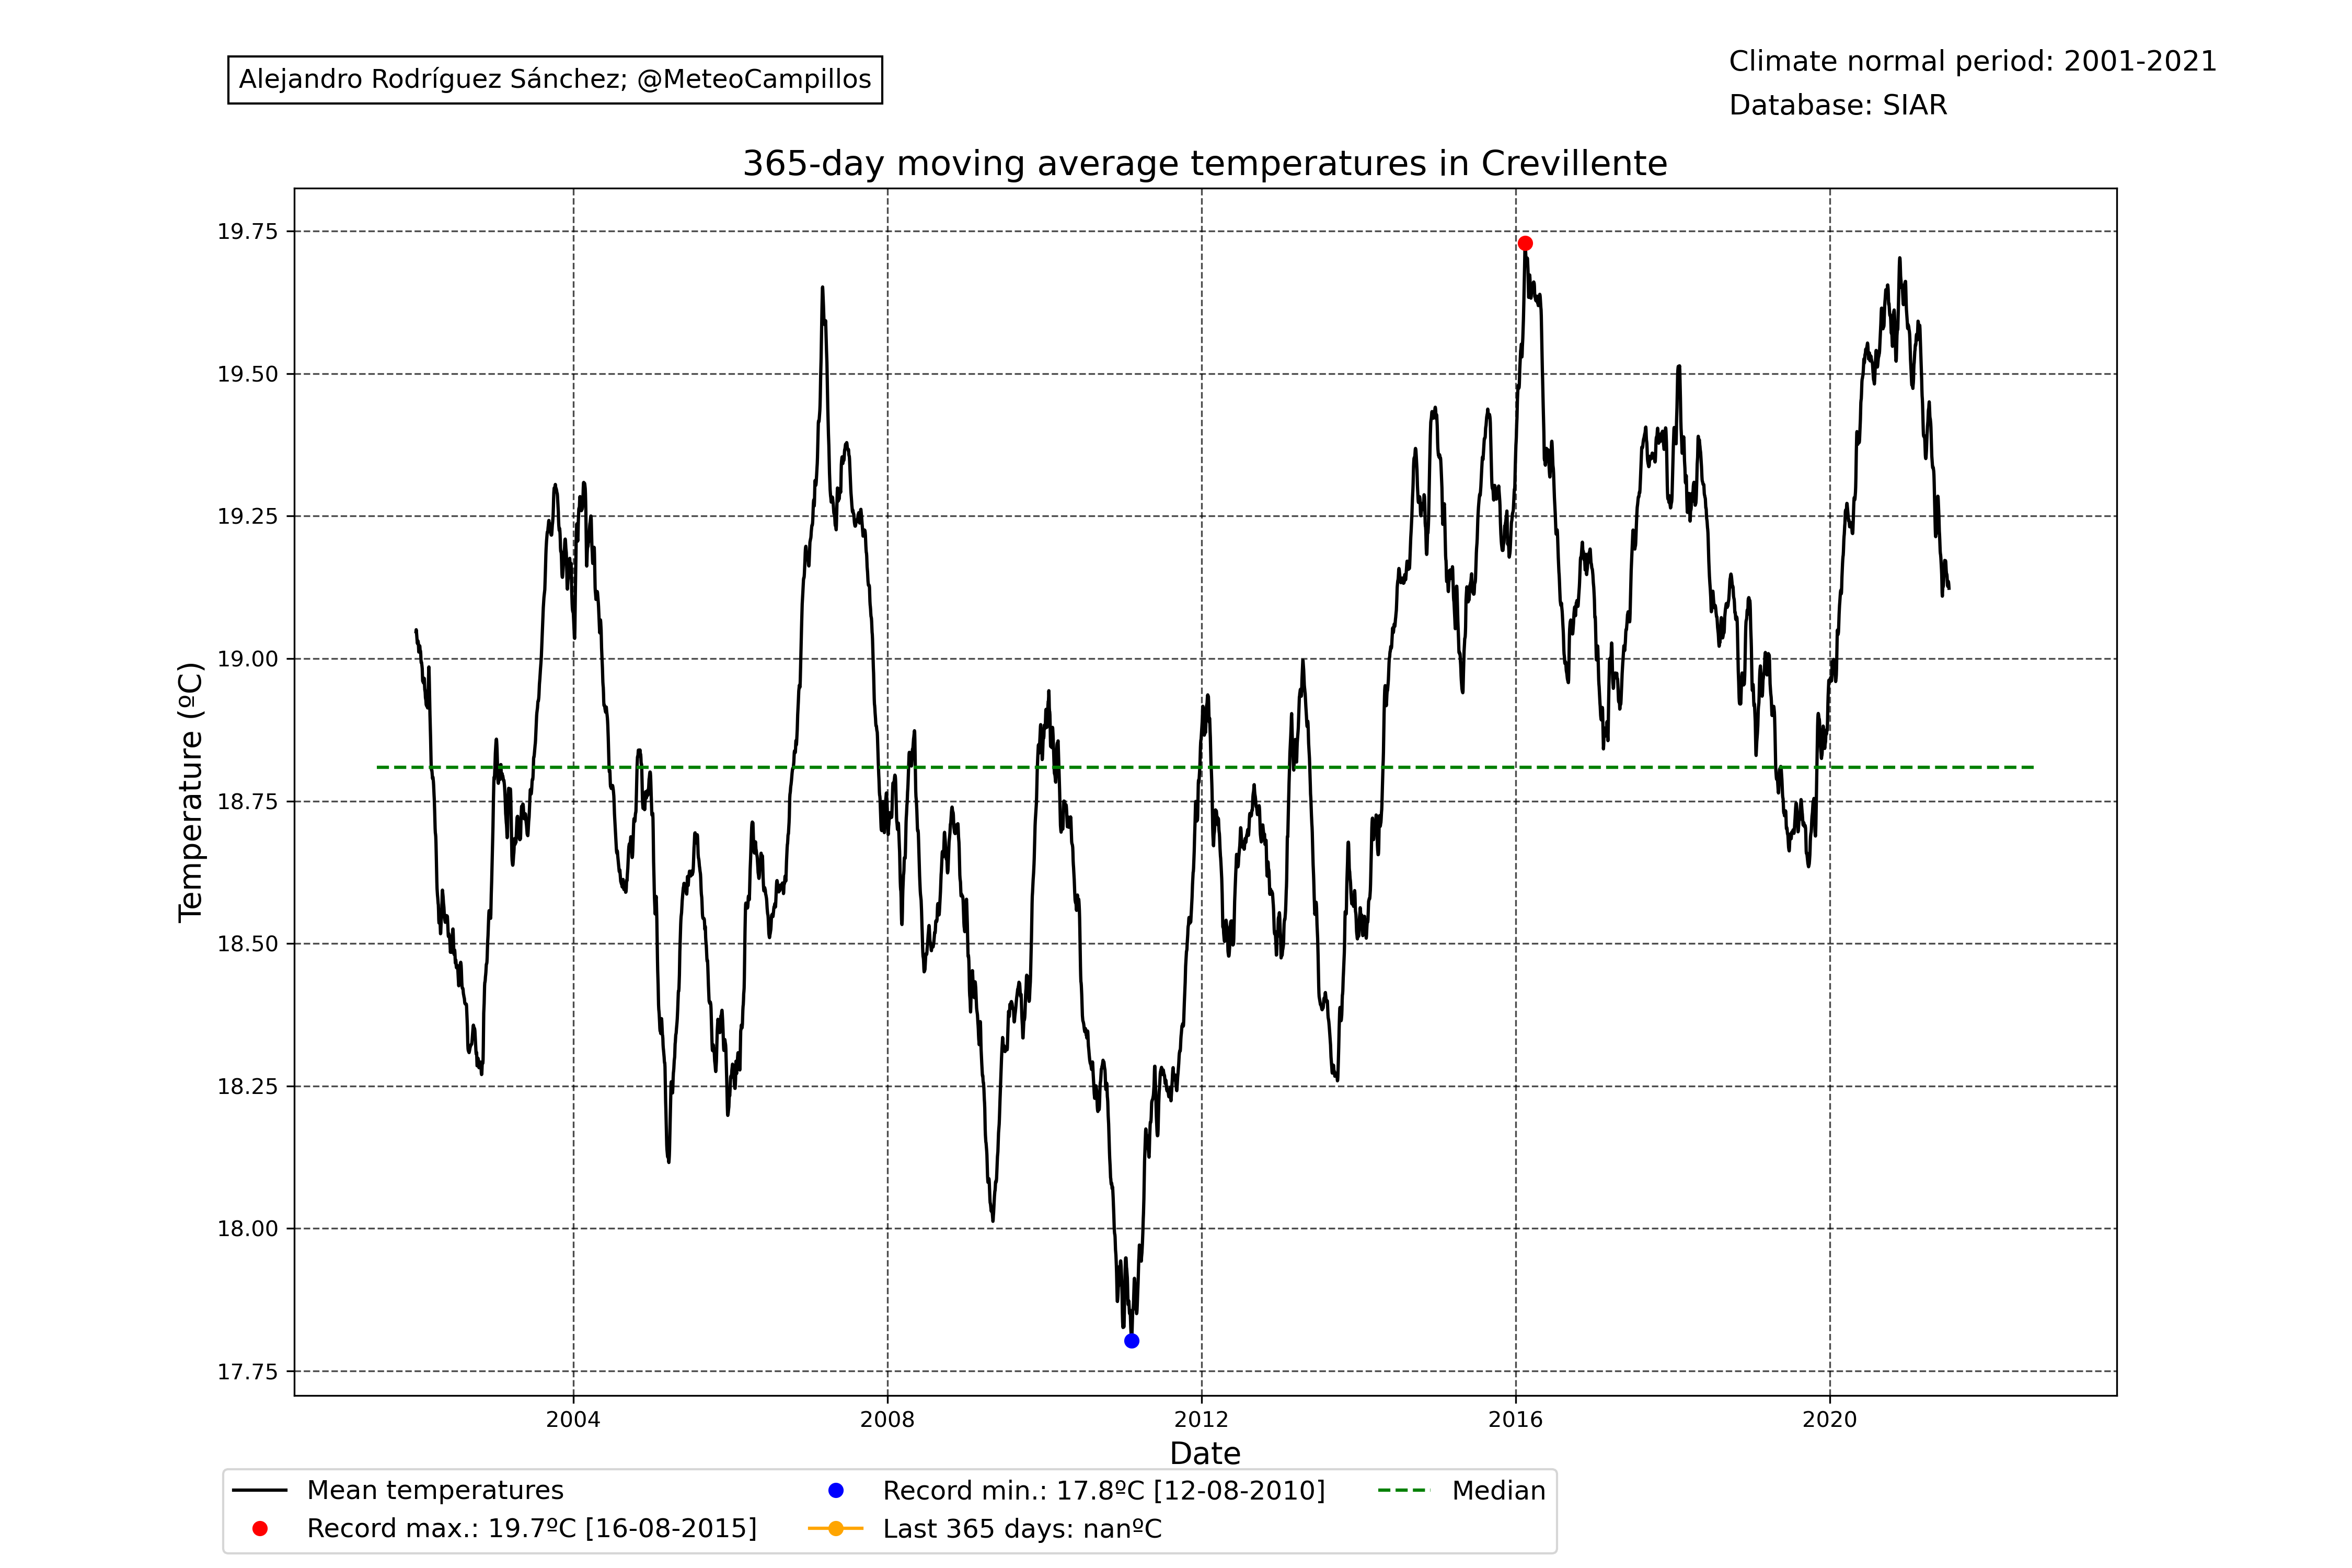 Alejandro Rodríguez Sánchez; @MeteoCampillos
Climate normal period: 2001-2021
Database: SIAR
365-day moving average temperatures in Crevillente
Temperature (ºC)
19.75
19.50
19.25
19.00
18.75
18.50
18.25
18.00
17.75
2004 2008 2012 2016 2020
Date
Mean temperatures
Record max.: 19.7ºC [16-08-2015]
Record min.: 17.8ºC [12-08-2010]
Last 365 days: nanºC
Median